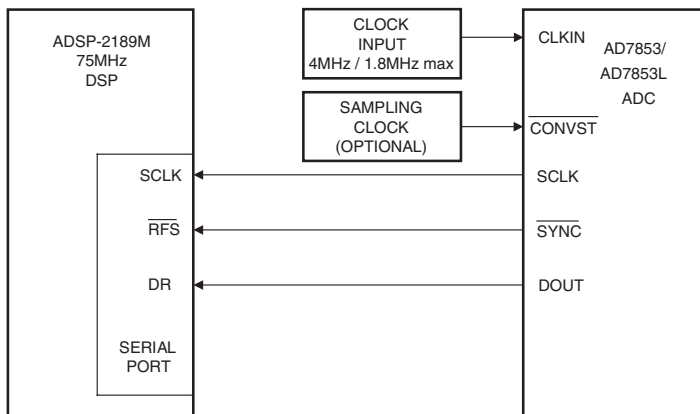 ADSP-2189M
75MHz
DSP
CLOCK
INPUT
4MHz / 1.8MHz max
CLKIN
AD7853/
AD7853L
ADC
SAMPLING
CLOCK
(OPTIONAL)
CONVST
SCLK
SCLK
RFS
SYNC
DR
DOUT
SERIAL
PORT